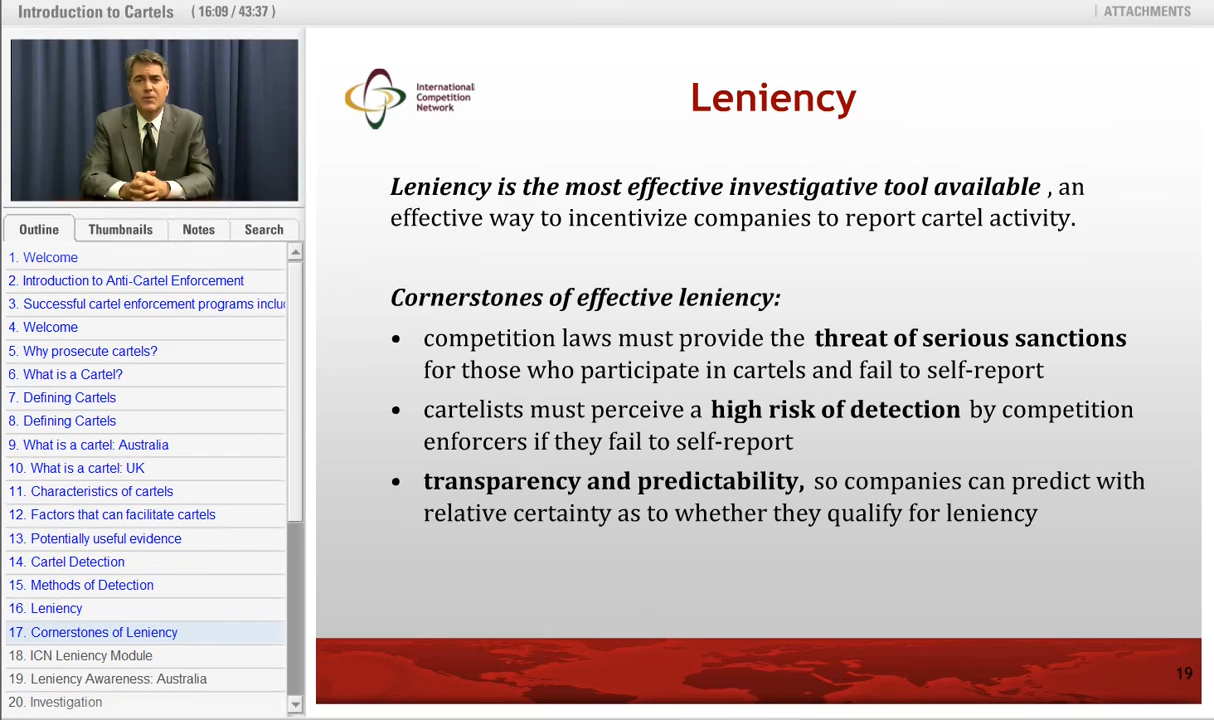 Introduction to Cartels ( 16:09 / 43:37 )
ATTACHMENTS
Outline
Thumbnails
Notes
Search
1. Welcome
2. Introduction to Anti-Cartel Enforcement
3. Successful cartel enforcement programs inclu
4. Welcome
5. Why prosecute cartels?
6. What is a Cartel?
7. Defining Cartels
8. Defining Cartels
9. What is a cartel: Australia
10. What is a cartel: UK
11. Characteristics of cartels
12. Factors that can facilitate cartels
13. Potentially useful evidence
14. Cartel Detection
15. Methods of Detection
16. Leniency
17. Cornerstones of Leniency
18. ICN Leniency Module
19. Leniency Awareness: Australia
20. Investigation
International
Competition
Network
Leniency
Leniency is the most effective investigative tool available , an
effective way to incentivize companies to report cartel activity.
Cornerstones of effective leniency:
• competition laws must provide the threat of serious sanctions
for those who participate in cartels and fail to self-report
• cartelists must perceive a high risk of detection by competition
enforcers if they fail to self-report
• transparency and predictability, so companies can predict with
relative certainty as to whether they qualify for leniency
19